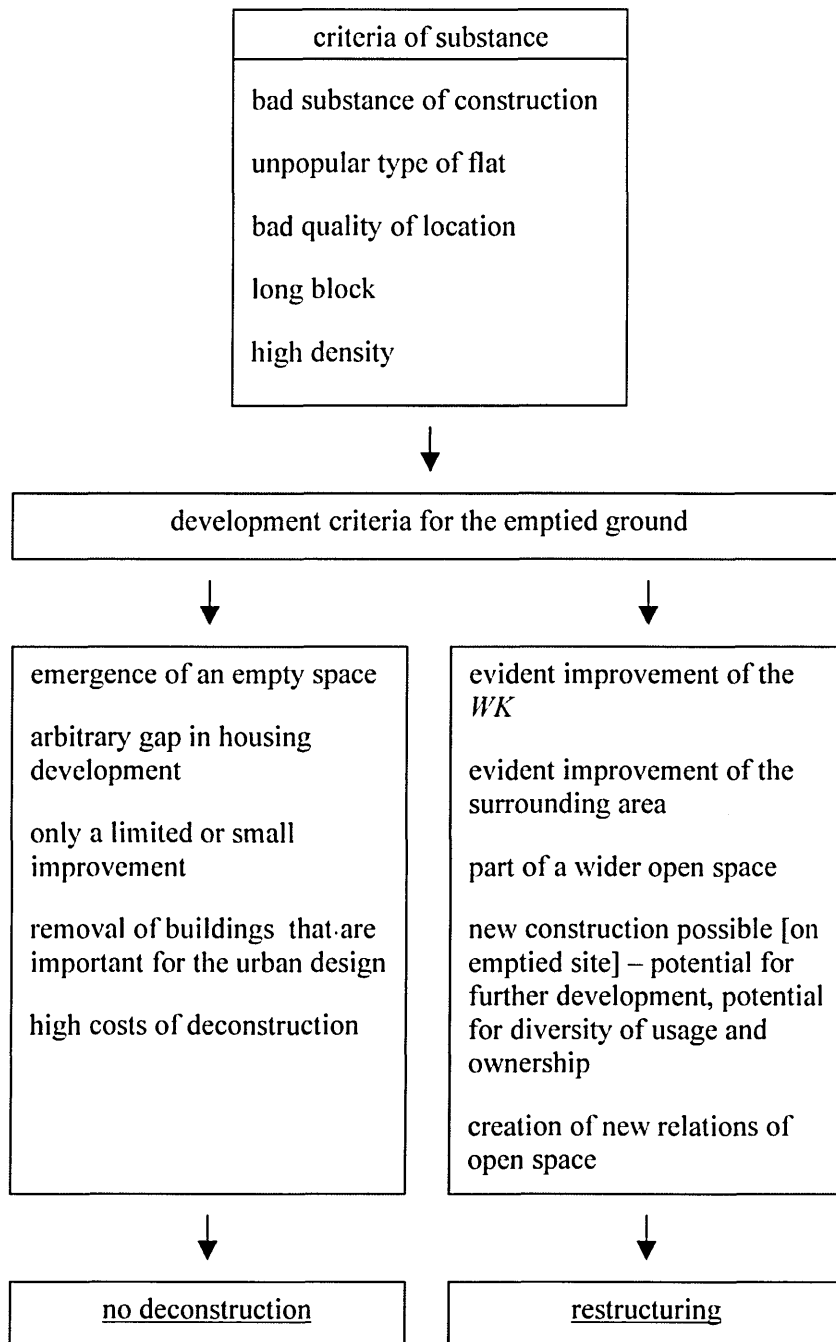 criteria of substance
bad substance of construction
unpopular type of flat
bad quality of location
long block
high density
development criteria for the emptied ground
emergence of an empty space
arbitrary gap in housing
development
only a limited or small
improvement
removal of buildings that are
important for the urban design
high costs of deconstruction
evident improvement of the
WK
evident improvement of the
surrounding area
part of a wider open space
new construction possible [on
emptied site] – potential for
further development, potential
for diversity of usage and
ownership
creation of new relations of
open space
no deconstruction
restructuring